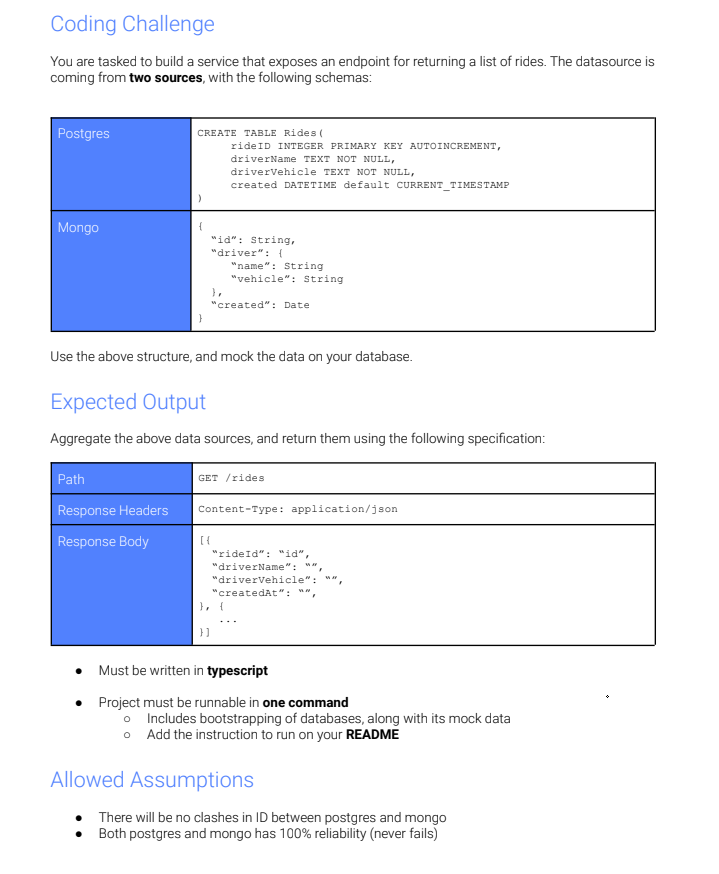 Coding Challenge
You are tasked to build a service that exposes an endpoint for returning a list of rides. The datasource is
coming from two sources, with the following schemas:
Postgres
CREATE TABLE Rides(
rideID INTEGER PRIMARY KEY AUTOINCREMENT,
driverName TEXT NOT NULL,
driverVehicle TEXT NOT NULL,
created DATETIME default CURRENT_TIMESTAMP
)
Mongo
{
“id”: String,
“driver”: {
“name”: String
“vehicle”: String
},
“created”: Date
}
Use the above structure, and mock the data on your database.
Expected Output
Aggregate the above data sources, and return them using the following specification:
Path
GET /rides
Response Headers
Content-Type: application/json
Response Body
[{
“rideId”: “id”,
“driverName”: “”,
“driverVehicle”: “”,
“createdAt”: “”,
}, {
...
}]
● Must be written in typescript
● Project must be runnable in one command
○ Includes bootstrapping of databases, along with its mock data
○ Add the instruction to run on your README
Allowed Assumptions
● There will be no clashes in ID between postgres and mongo
● Both postgres and mongo has 100% reliability (never fails)